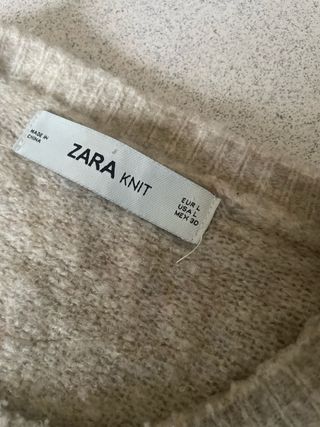 MADE IN
CHINA
ZARA KNIT
EUR L
USA L
MEX 30